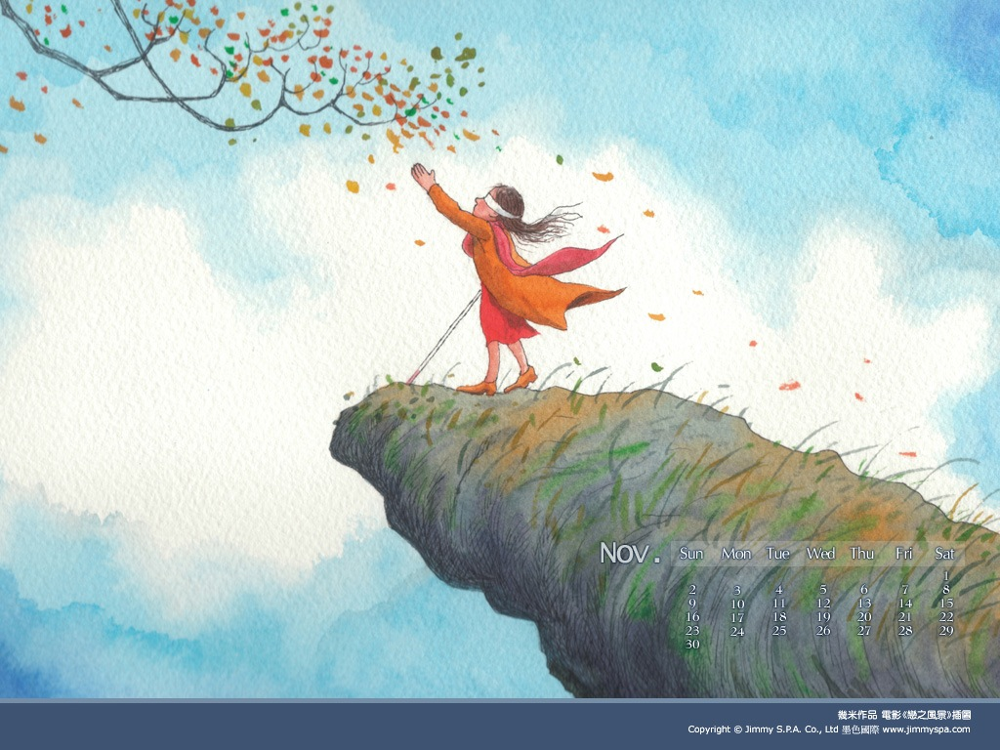 Nov. Sun Mon Tue Wed Thu Fri Sat
1
2 3 4 5 6 7 8
9 10 11 12 13 14 15
16 17 18 19 20 21 22
23 24 25 26 27 28 29
30
幾米作品 電影《戀之風景》插圖
Copyright © Jimmy S.P.A. Co., Ltd 墨色國際 www.jimmyspa.com